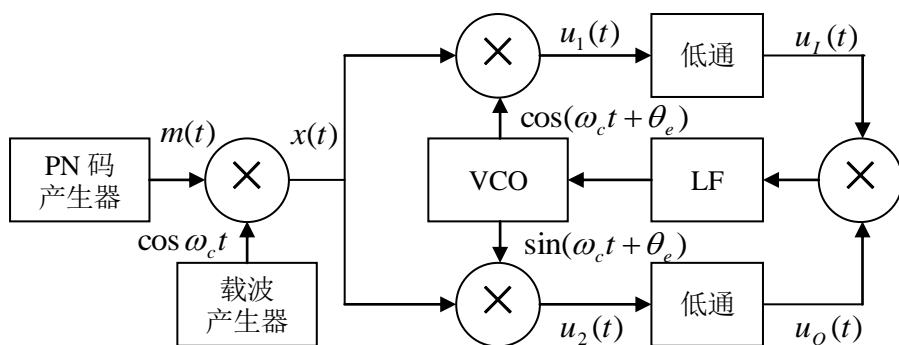 u₁(t)
低通
u_I(t)
cos(ω_c t + θ_e)
m(t)
x(t)
PN 码
产生器
VCO
LF
cos ω_c t
sin(ω_c t + θ_e)
载波
产生器
u₂(t)
低通
u_Q(t)